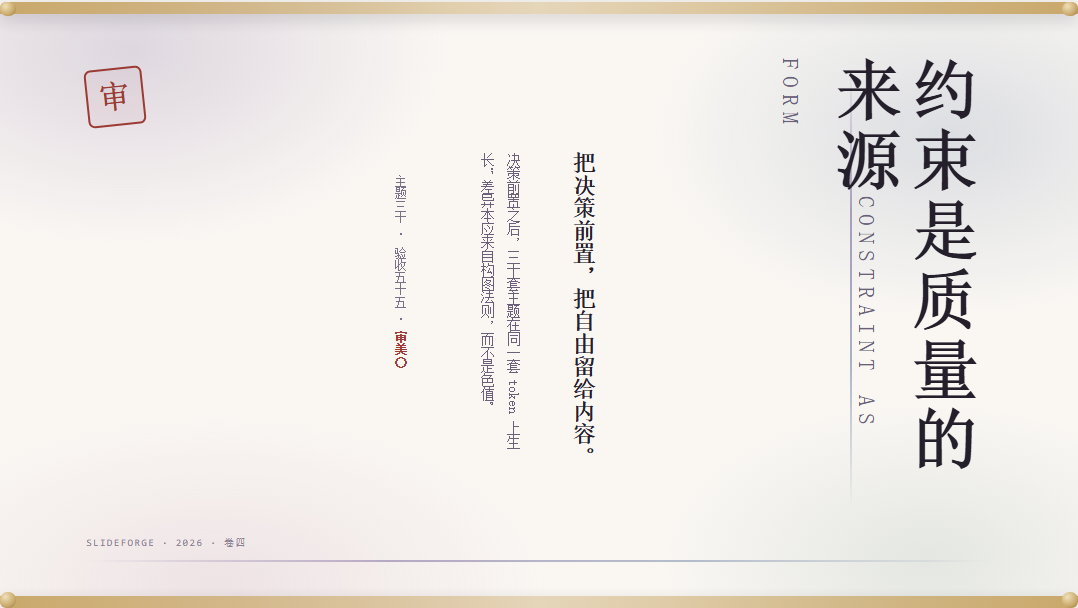 约束是质量的
来源
CONSTRAINT AS
FORM
把决策前置，把自由留给内容。
决策前置之后，三十套主题在同一套 token 上生
长，差异本应来自构图法则，而不是色值。
主题三十 · 验收五十五 · 审美〇
审
SLIDEFORGE · 2026 · 卷四